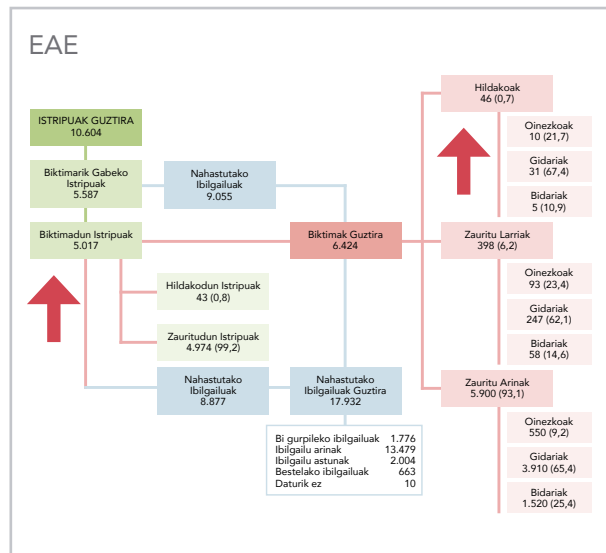 EAE
ISTRIPUAK GUZTIRA
10.604
Biktimarik Gabeko
Istripuak
5.587
Nahastutako
Ibilgailuak
9.055
Biktimadun Istripuak
5.017
Biktimak Guztira
6.424
Hildakodun Istripuak
43 (0,8)
Zauritudun Istripuak
4.974 (99,2)
Nahastutako
Ibilgailuak
8.877
Nahastutako
Ibilgailuak Guztira
17.932
Bi gurpileko ibilgailuak 1.776
Ibilgailu arinak 13.479
Ibilgailu astunak 2.004
Bestelako ibilgailuak 663
Daturik ez 10
Hildakoak
46 (0,7)
Oinezkoak
10 (21,7)
Gidariak
31 (67,4)
Bidariak
5 (10,9)
Zauritu Larriak
398 (6,2)
Oinezkoak
93 (23,4)
Gidariak
247 (62,1)
Bidariak
58 (14,6)
Zauritu Arinak
5.900 (93,1)
Oinezkoak
550 (9,2)
Gidariak
3.910 (65,4)
Bidariak
1.520 (25,4)